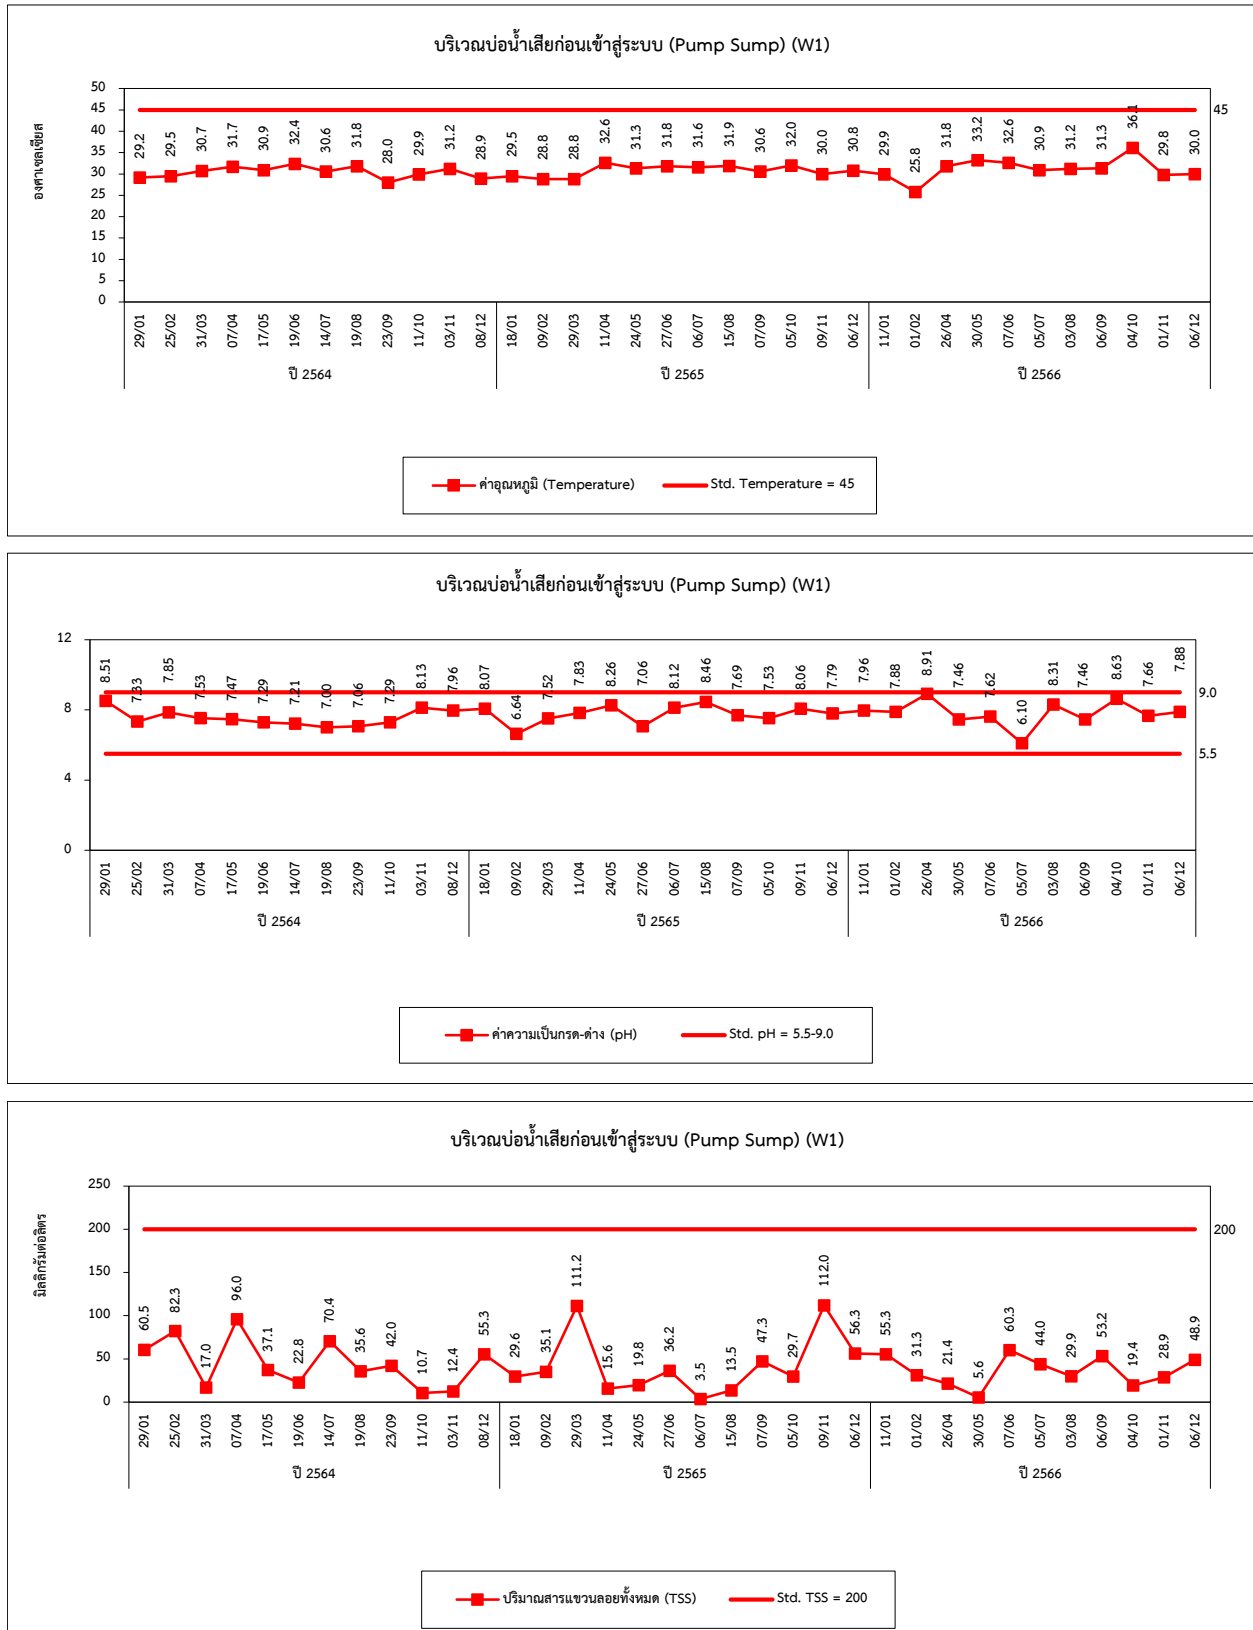 บริเวณบ่อน้ำเสียก่อนเข้าสู่ระบบ (Pump Sump) (W1)
องศาเซลเซียส
50
45
40
35
30
25
20
15
10
5
0
29.2 29.5 30.7 31.7 30.9 32.4 30.6 31.8 28.0 29.9 31.2 28.9 29.5 28.8 28.8 32.6 31.3 31.8 31.6 31.9 30.6 32.0 30.0 30.8 29.9 25.8 31.8 33.2 32.6 30.9 31.2 31.3 36.1 29.8 30.0
45
29/01 25/02 31/03 07/04 17/05 19/06 14/07 19/08 23/09 11/10 03/11 08/12 18/01 09/02 29/03 11/04 24/05 27/06 06/07 15/08 07/09 05/10 09/11 06/12 11/01 01/02 26/04 30/05 07/06 05/07 03/08 06/09 04/10 01/11 06/12
ปี 2564 ปี 2565 ปี 2566
ค่าอุณหภูมิ (Temperature) Std. Temperature = 45
บริเวณบ่อน้ำเสียก่อนเข้าสู่ระบบ (Pump Sump) (W1)
12
8
4
0
8.51 7.33 7.85 7.53 7.47 7.29 7.21 7.00 7.06 7.29 8.13 7.96 8.07 6.64 7.52 7.83 8.26 7.06 8.12 8.46 7.69 7.53 8.06 7.79 7.96 7.88 8.91 7.46 7.62 6.10 8.31 7.46 8.63 7.66 7.88
9.0
5.5
29/01 25/02 31/03 07/04 17/05 19/06 14/07 19/08 23/09 11/10 03/11 08/12 18/01 09/02 29/03 11/04 24/05 27/06 06/07 15/08 07/09 05/10 09/11 06/12 11/01 01/02 26/04 30/05 07/06 05/07 03/08 06/09 04/10 01/11 06/12
ปี 2564 ปี 2565 ปี 2566
ค่าความเป็นกรด-ด่าง (pH) Std. pH = 5.5-9.0
บริเวณบ่อน้ำเสียก่อนเข้าสู่ระบบ (Pump Sump) (W1)
มิลลิกรัมต่อลิตร
250
200
150
100
50
0
60.5 82.3 17.0 96.0 37.1 22.8 70.4 35.6 42.0 10.7 12.4 55.3 29.6 35.1 111.2 15.6 19.8 36.2 3.5 13.5 47.3 29.7 112.0 56.3 55.3 31.3 21.4 5.6 60.3 44.0 29.9 53.2 19.4 28.9 48.9
200
29/01 25/02 31/03 07/04 17/05 19/06 14/07 19/08 23/09 11/10 03/11 08/12 18/01 09/02 29/03 11/04 24/05 27/06 06/07 15/08 07/09 05/10 09/11 06/12 11/01 01/02 26/04 30/05 07/06 05/07 03/08 06/09 04/10 01/11 06/12
ปี 2564 ปี 2565 ปี 2566
ปริมาณสารแขวนลอยทั้งหมด (TSS) Std. TSS = 200